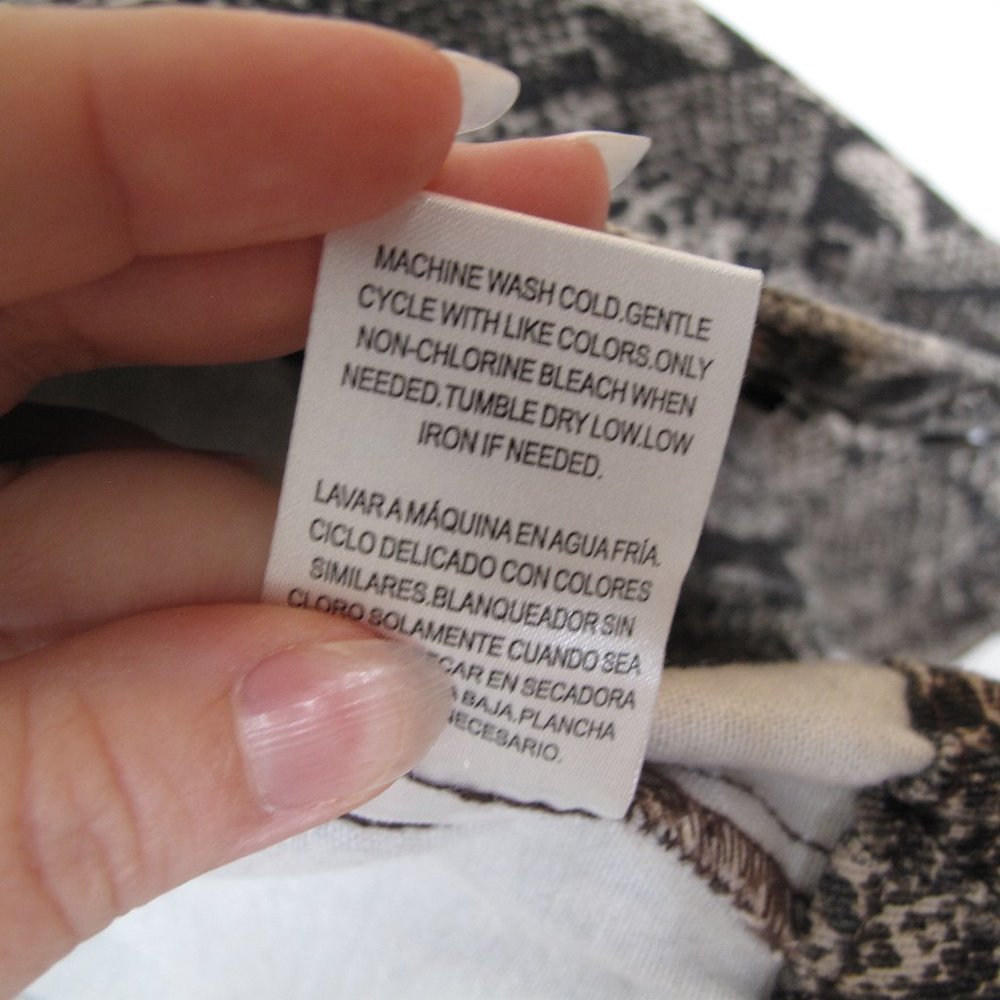 MACHINE WASH COLD.GENTLE
CYCLE WITH LIKE COLORS.ONLY
NON-CHLORINE BLEACH WHEN
NEEDED.TUMBLE DRY LOW.LOW
IRON IF NEEDED.
LAVAR A MÁQUINA EN AGUA FRÍA.
CICLO DELICADO CON COLORES
SIMILARES.BLANQUEADOR SIN
CLORO SOLAMENTE CUANDO SEA
EN SECADORA
BAJA.PLANCHA